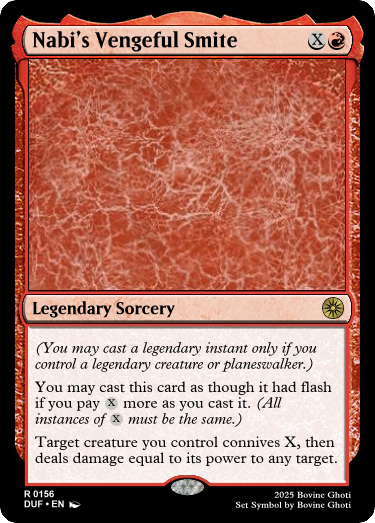 Nabi's Vengeful Smite X
Legendary Sorcery
(You may cast a legendary instant only if you
control a legendary creature or planeswalker.)
You may cast this card as though it had flash
if you pay X more as you cast it. (All
instances of X must be the same.)
Target creature you control connives X, then
deals damage equal to its power to any target.
R 0156
DUF • EN
2025 Bovine Ghoti
Set Symbol by Bovine Ghoti